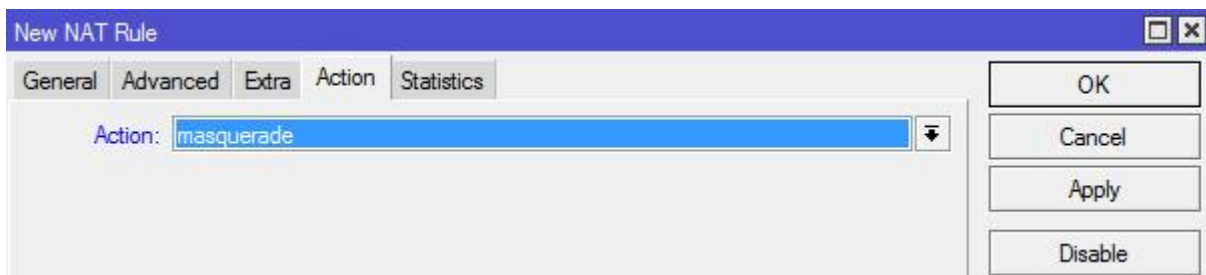 New NAT Rule
General Advanced Extra Action Statistics
OK
Action: masquerade
Cancel
Apply
Disable